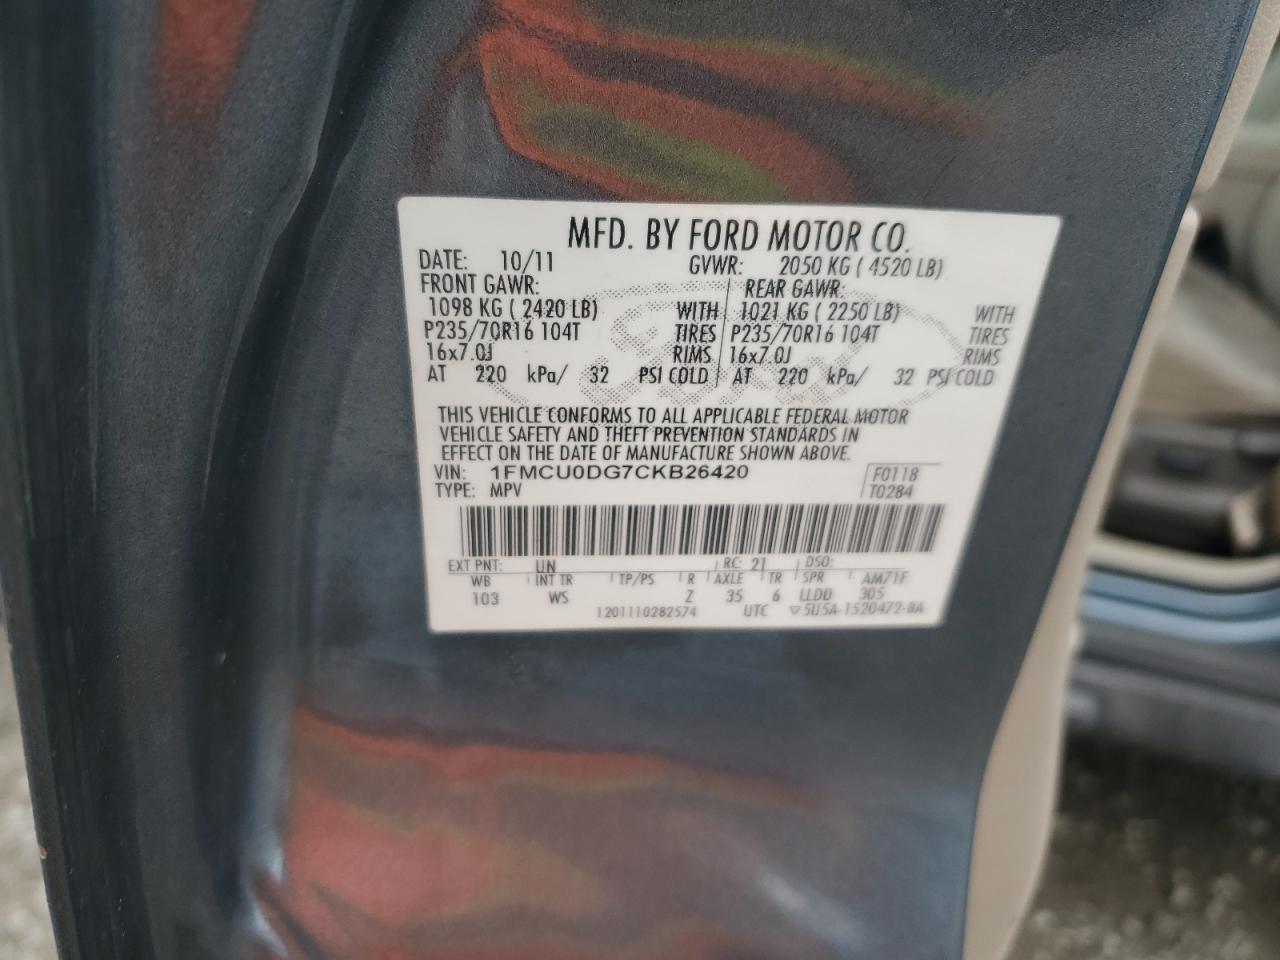 MFD. BY FORD MOTOR CO.
DATE: 10/11 GVWR: 2050 KG ( 4520 LB)
FRONT GAWR: REAR GAWR:
1098 KG ( 2420 LB) WITH 1021 KG ( 2250 LB) WITH
P235/70R16 104T TIRES P235/70R16 104T TIRES
16x7.0J RIMS 16x7.0J RIMS
AT 220 kPa/ 32 PSI COLD AT 220 kPa/ 32 PSI COLD
Ford
THIS VEHICLE CONFORMS TO ALL APPLICABLE FEDERAL MOTOR
VEHICLE SAFETY AND THEFT PREVENTION STANDARDS IN
EFFECT ON THE DATE OF MANUFACTURE SHOWN ABOVE.
VIN: 1FMCU0DG7CKB26420 F0118
TYPE: MPV T0284
EXT PNT: UN RC: 21 DSO:
WB INT TR TP/PS R AXLE TR SPR AM71F
103 WS Z 35 6 LLDD 305
1201110282574 UTC ▽5U5A-1520472-BA